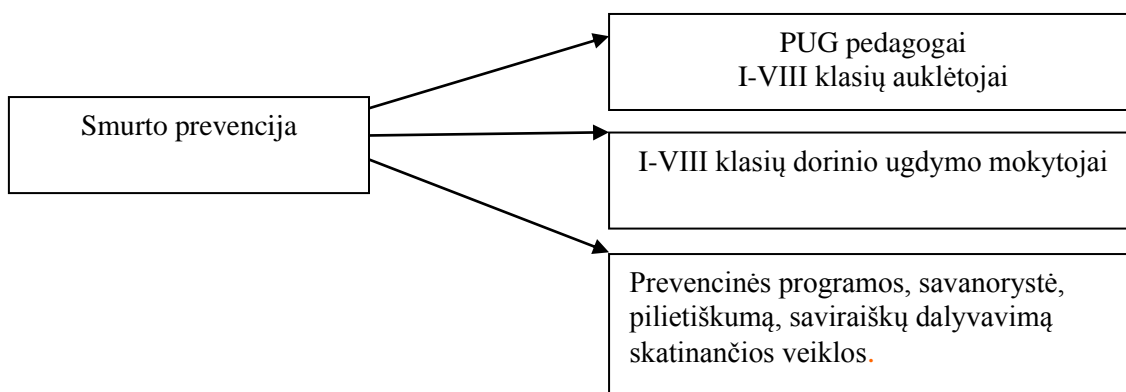 Smurto prevencija
PUG pedagogai
I-VIII klasių auklėtojai
I-VIII klasių dorinio ugdymo mokytojai
Prevencinės programos, savanorystė,
pilietiškumą, saviraiškų dalyvavimą
skatinančios veiklos.